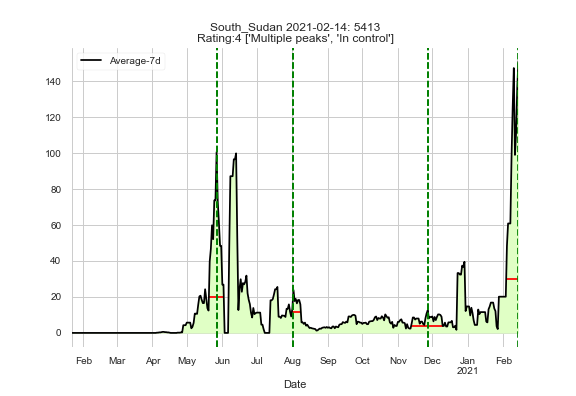 South_Sudan 2021-02-14: 5413
Rating:4 ['Multiple peaks', 'In control']
Average-7d
140
120
100
80
60
40
20
0
Feb Mar Apr May Jun Jul Aug Sep Oct Nov Dec Jan Feb
2021
Date